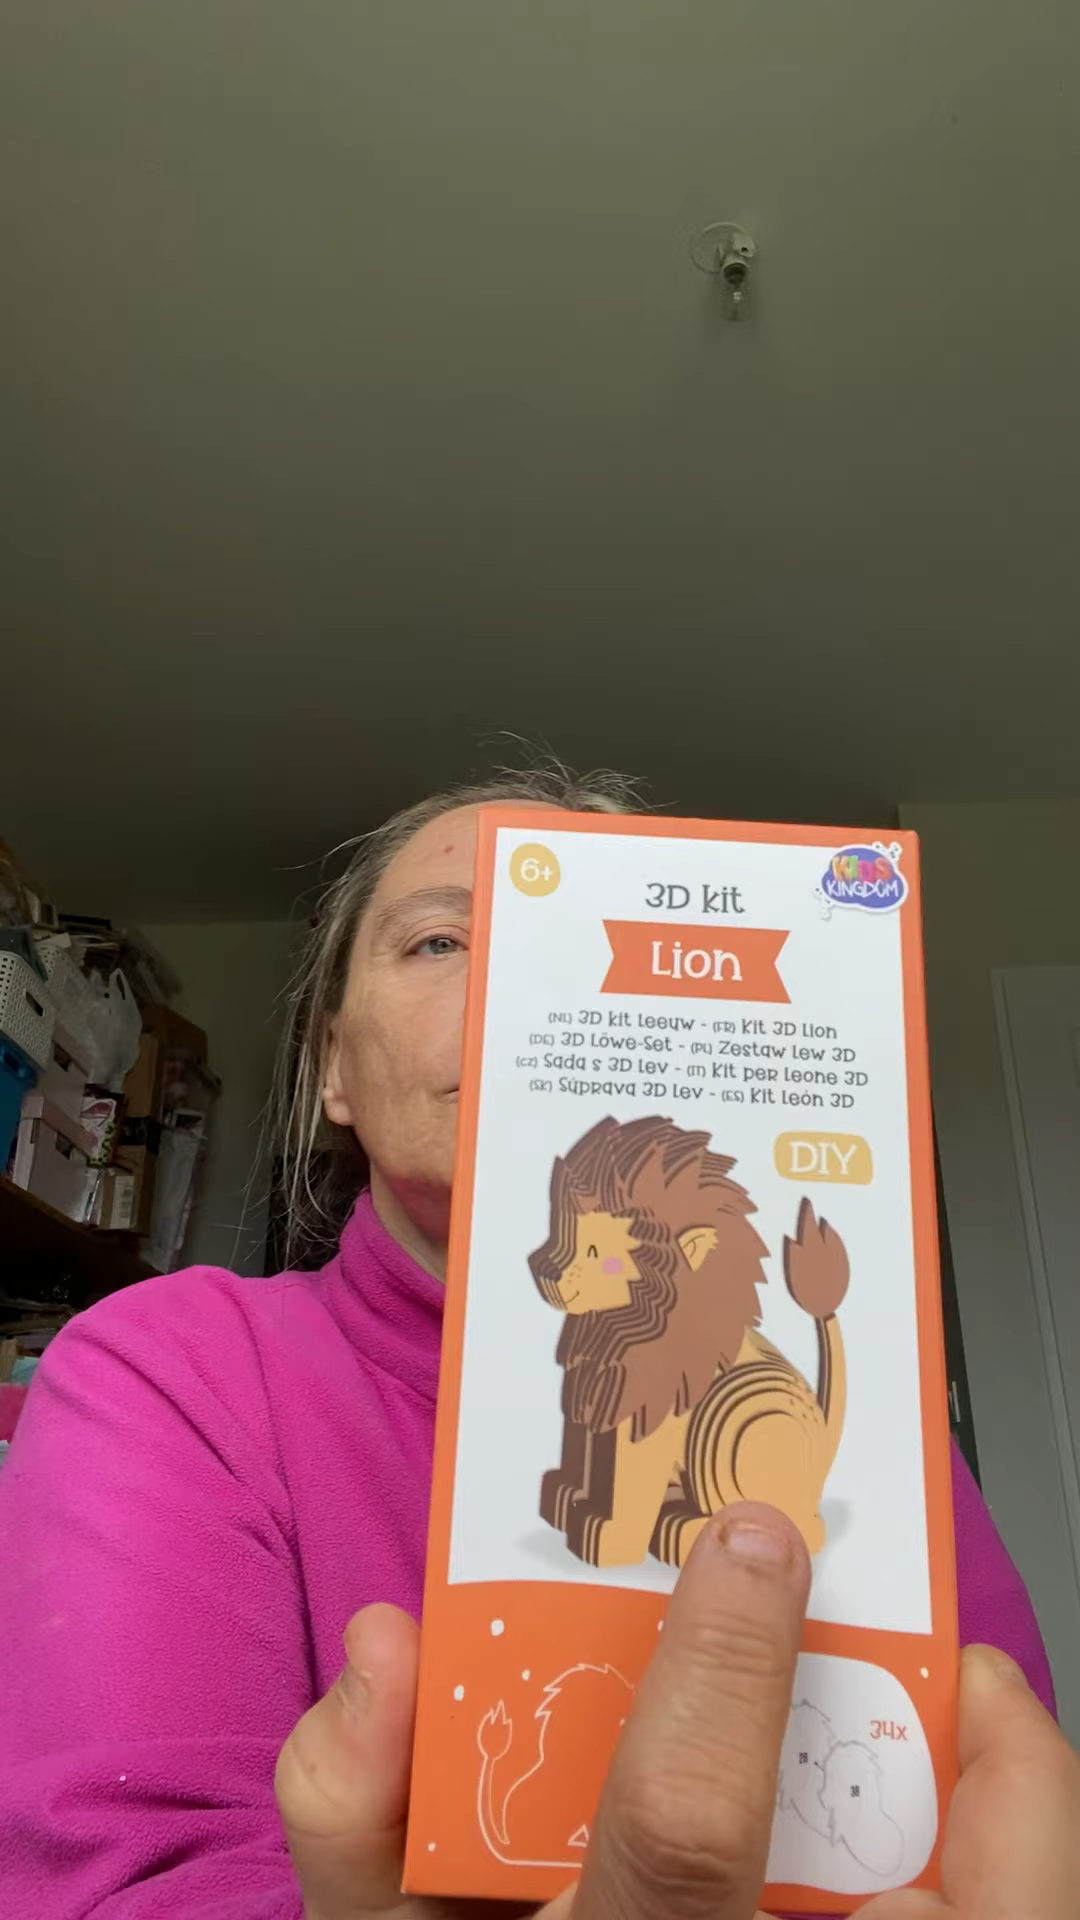 6+
KIDS
KINGDOM
3D kit
Lion
(NL) 3D kit Leeuw - (FR) Kit 3D Lion
(DE) 3D Löwe-Set - (PL) Zestaw Lew 3D
(CZ) Sada s 3D Lev - (IT) Kit per Leone 3D
(SK) Súprava 3D Lev - (ES) Kit León 3D
DIY
34x